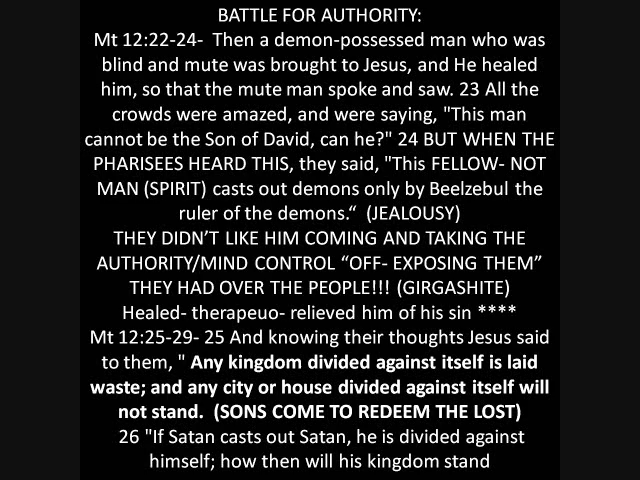 BATTLE FOR AUTHORITY:
Mt 12:22-24-  Then a demon-possessed man who was
blind and mute was brought to Jesus, and He healed
him, so that the mute man spoke and saw. 23 All the
crowds were amazed, and were saying, "This man
cannot be the Son of David, can he?" 24 BUT WHEN THE
PHARISEES HEARD THIS, they said, "This FELLOW- NOT
MAN (SPIRIT) casts out demons only by Beelzebul the
ruler of the demons.“  (JEALOUSY)
THEY DIDN’T LIKE HIM COMING AND TAKING THE
AUTHORITY/MIND CONTROL “OFF- EXPOSING THEM”
THEY HAD OVER THE PEOPLE!!! (GIRGASHITE)
Healed- therapeuo- relieved him of his sin ****
Mt 12:25-29- 25 And knowing their thoughts Jesus said
to them, " Any kingdom divided against itself is laid
waste; and any city or house divided against itself will
not stand.  (SONS COME TO REDEEM THE LOST)
26 "If Satan casts out Satan, he is divided against
himself; how then will his kingdom stand